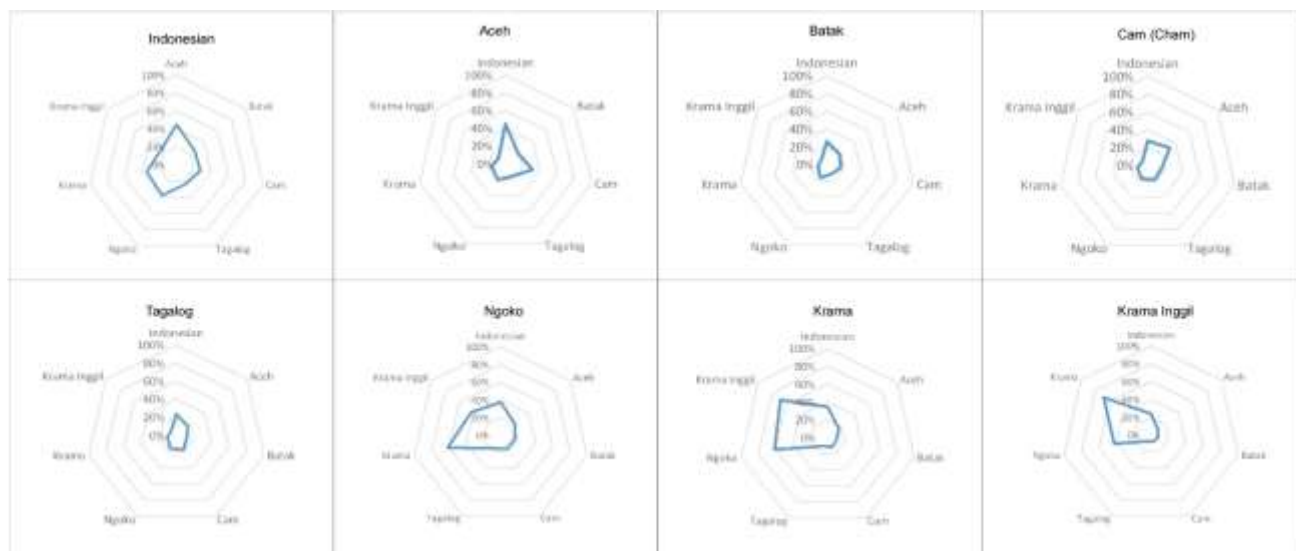 Indonesian
Aceh
100%
80%
60%
40%
20%
0%
Krama Inggil
Batak
Krama
Cam
Ngoko
Tagalog
Aceh
Indonesian
100%
80%
60%
40%
20%
0%
Krama Inggil
Batak
Krama
Cam
Ngoko
Tagalog
Batak
Indonesian
100%
80%
60%
40%
20%
0%
Krama Inggil
Aceh
Krama
Cam
Ngoko
Tagalog
Cam (Cham)
Indonesian
100%
80%
60%
40%
20%
0%
Krama Inggil
Aceh
Krama
Batak
Ngoko
Tagalog
Tagalog
Indonesian
100%
80%
60%
40%
20%
0%
Krama Inggil
Aceh
Krama
Batak
Ngoko
Cam
Ngoko
Indonesian
100%
80%
60%
40%
20%
0%
Krama Inggil
Aceh
Krama
Batak
Tagalog
Cam
Krama
Indonesian
100%
80%
60%
40%
20%
0%
Krama Inggil
Aceh
Ngoko
Batak
Tagalog
Cam
Krama Inggil
Indonesian
100%
80%
60%
40%
20%
0%
Krama
Aceh
Ngoko
Batak
Tagalog
Cam